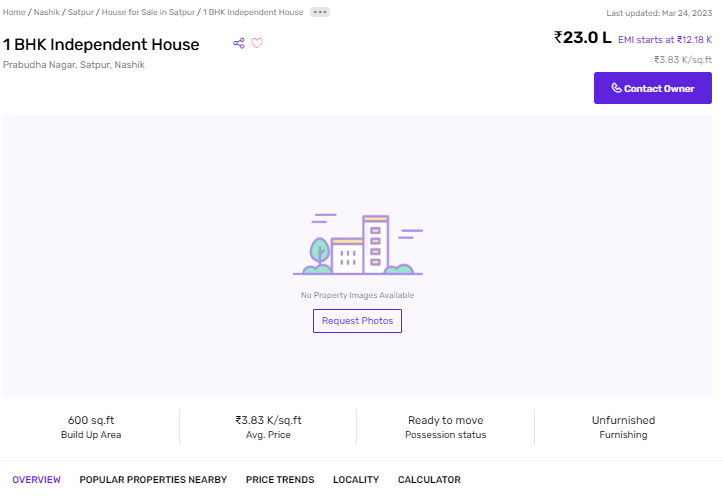 Home / Nashik / Satpur / House for Sale in Satpur / 1 BHK Independent House
Last updated: Mar 24, 2023
1 BHK Independent House
₹23.0 L EMI starts at ₹12.18 K
Prabudha Nagar, Satpur, Nashik
₹3.83 K/sq.ft
Contact Owner
No Property Images Available
Request Photos
600 sq.ft
Build Up Area
₹3.83 K/sq.ft
Avg. Price
Ready to move
Possession status
Unfurnished
Furnishing
OVERVIEW POPULAR PROPERTIES NEARBY PRICE TRENDS LOCALITY CALCULATOR